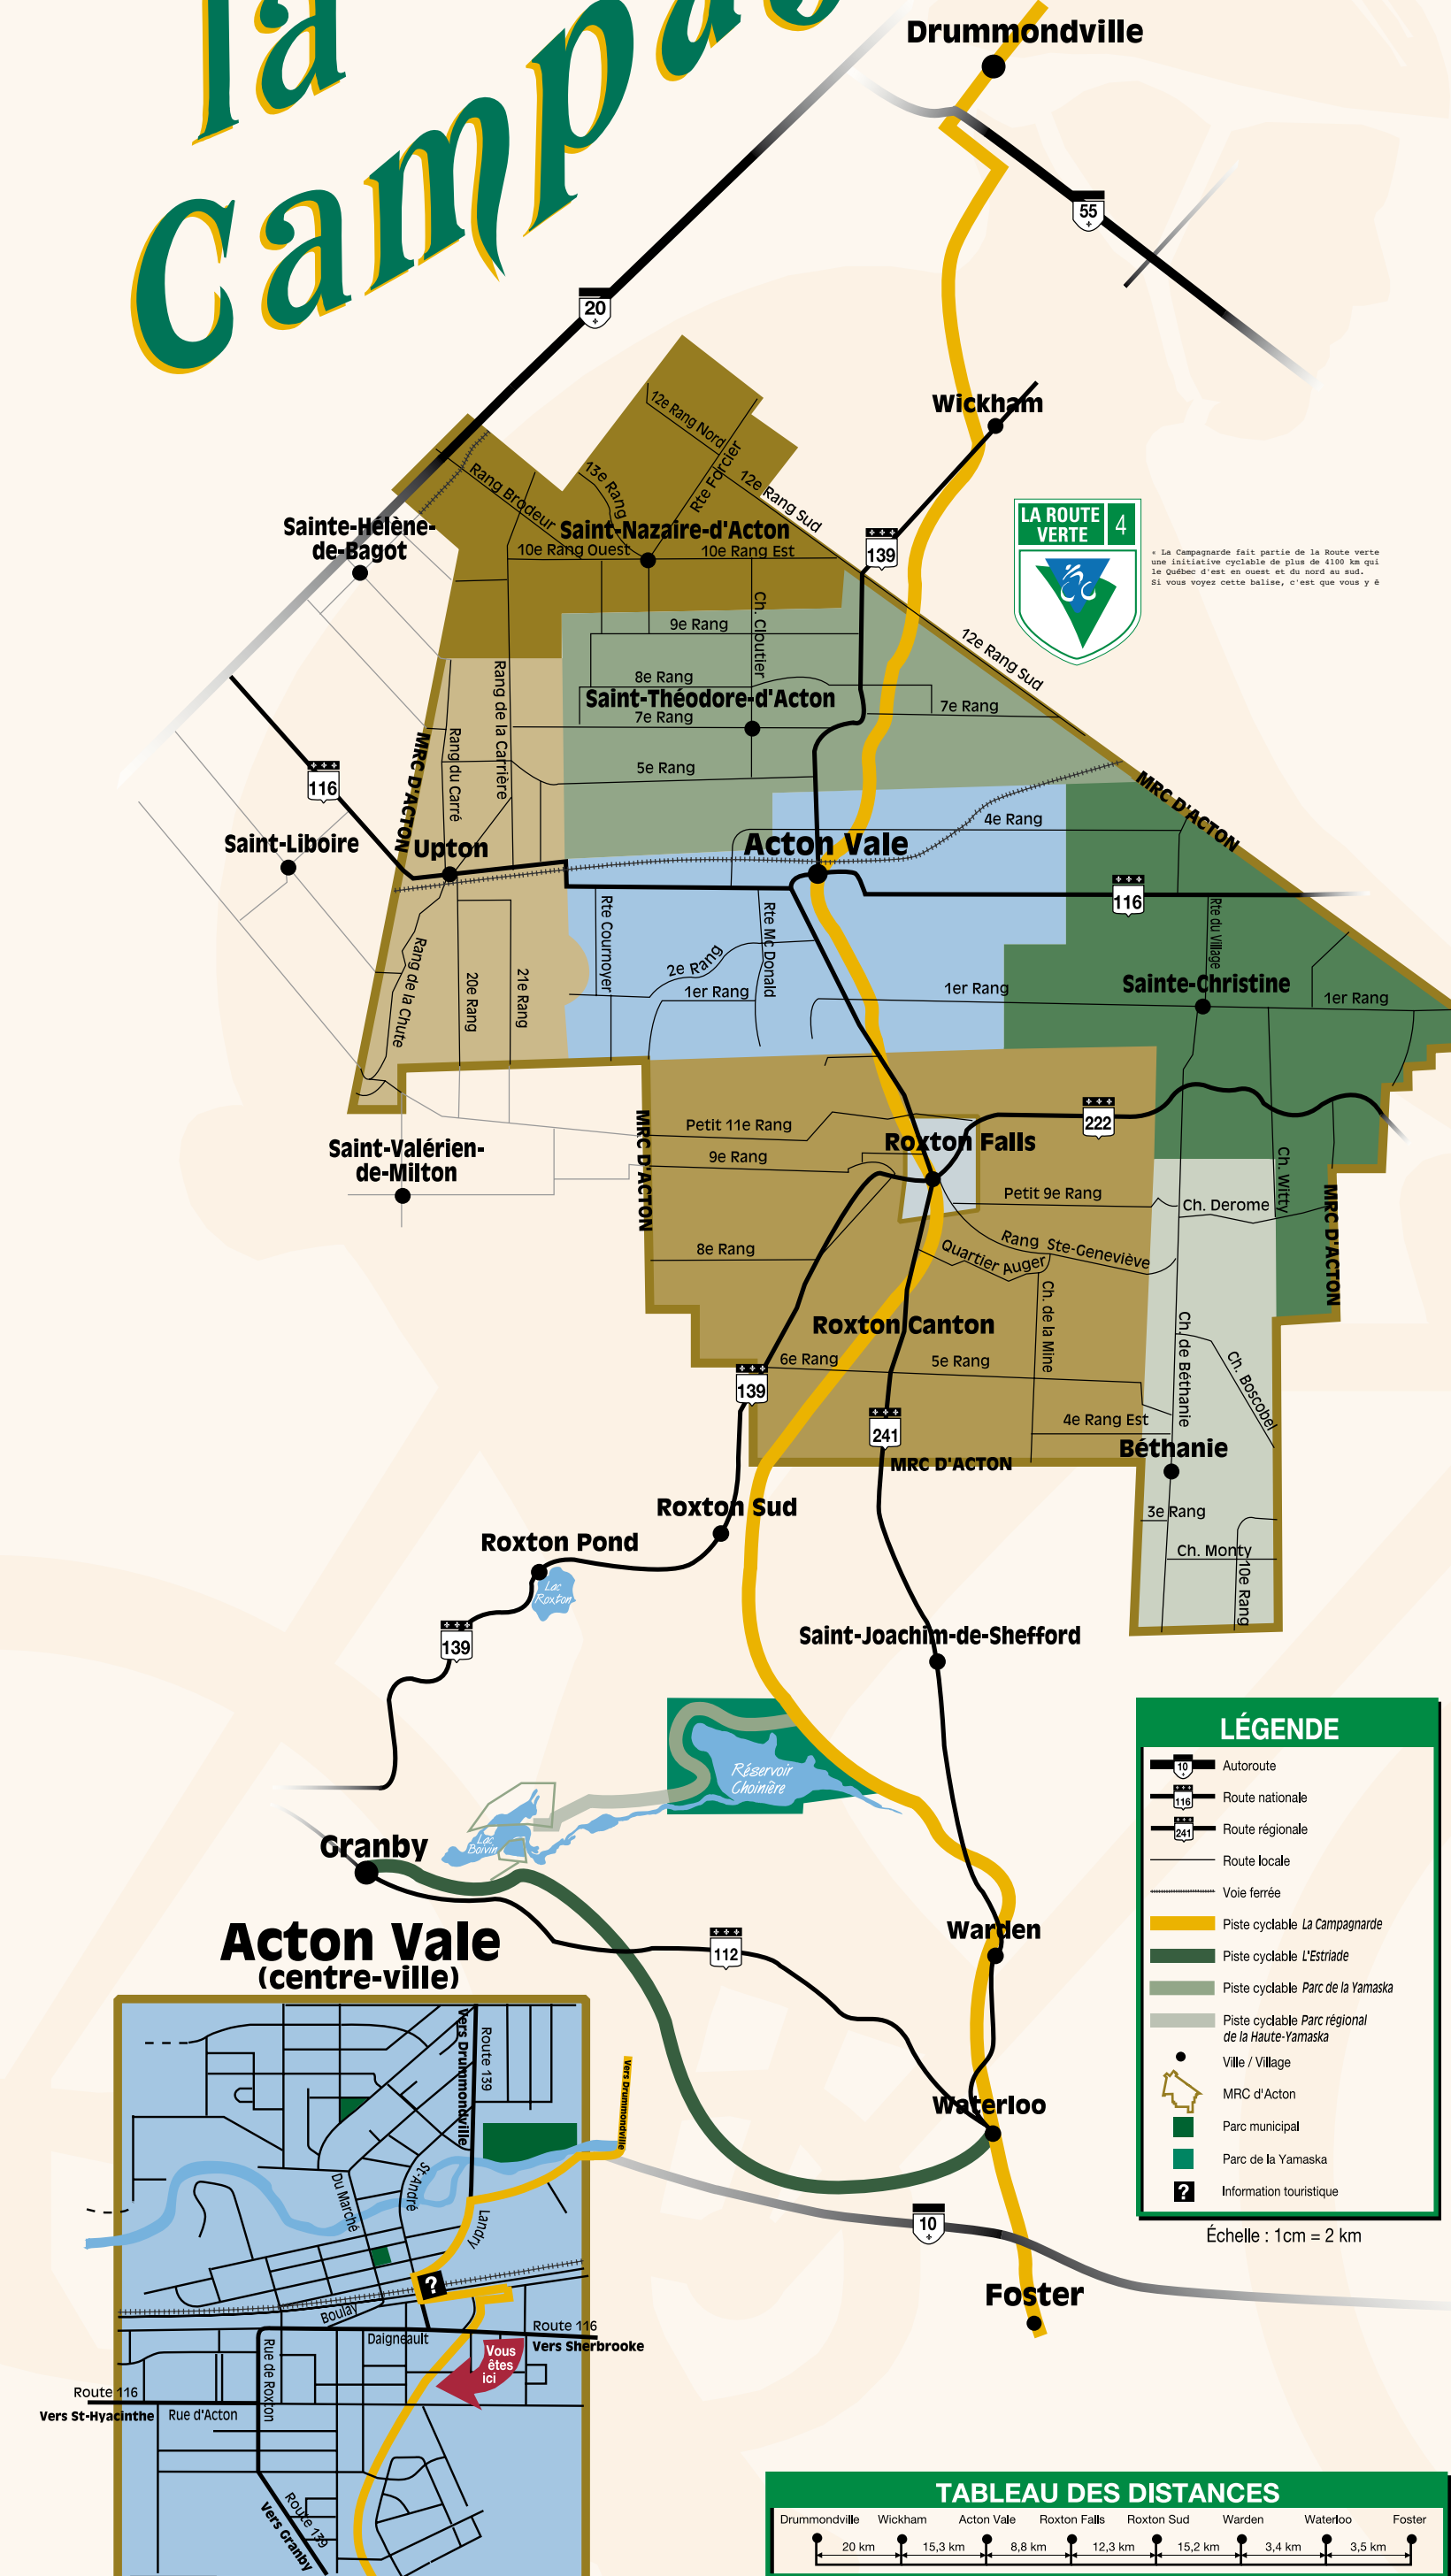 la
Campag
Drummondville
55
20
Wickham
12e Rang Nord
Rte Forcier
13e Rang
Rang Brodeur
12e Rang Sud
Sainte-Hélène-
de-Bagot
Saint-Nazaire-d'Acton
10e Rang Ouest
10e Rang Est
139
LA ROUTE
VERTE
4
« La Campagnarde fait partie de la Route verte
une initiative cyclable de plus de 4100 km qui
le Québec d'est en ouest et du nord au sud.
Si vous voyez cette balise, c'est que vous y ê
Ch. Cloutier
9e Rang
12e Rang Sud
8e Rang
Saint-Théodore-d'Acton
7e Rang
7e Rang
Rang de la Carrière
Rang du Carré
MRC D'ACTON
5e Rang
116
MRC D'ACTON
4e Rang
Saint-Liboire
Upton
Acton Vale
116
Rte Cournoyer
Rte Mc Donald
Rte du Village
2e Rang
Rang de la Chute
20e Rang
21e Rang
1er Rang
1er Rang
Sainte-Christine
1er Rang
Petit 11e Rang
222
Saint-Valérien-
de-Milton
MRC D'ACTON
Roxton Falls
9e Rang
Petit 9e Rang
Ch. Witty
Ch. Derome
MRC D'ACTON
8e Rang
Rang Ste-Geneviève
Quartier Auger
Ch. de la Mine
Roxton Canton
Ch. de Béthanie
Ch. Boscobel
6e Rang
5e Rang
139
241
4e Rang Est
Béthanie
MRC D'ACTON
Roxton Sud
3e Rang
Roxton Pond
Ch. Monty
10e Rang
Lac
Roxton
139
Saint-Joachim-de-Shefford
Réservoir
Choinière
Lac
Boivin
Granby
112
Warden
Waterloo
10
Foster
LÉGENDE
10
Autoroute
116
Route nationale
241
Route régionale
Route locale
Voie ferrée
Piste cyclable La Campagnarde
Piste cyclable L'Estriade
Piste cyclable Parc de la Yamaska
Piste cyclable Parc régional
de la Haute-Yamaska
Ville / Village
MRC d'Acton
Parc municipal
Parc de la Yamaska
?
Information touristique
Échelle : 1cm = 2 km
Acton Vale
(centre-ville)
Vers Drummondville
Route 139
Vers Drummondville
Du Marché
St-André
Landry
?
Boulay
Daigneault
Route 116
Vers Sherbrooke
Vous
êtes
ici
Rue de Roxton
Route 116
Vers St-Hyacinthe
Rue d'Acton
Route 139
Vers Granby
TABLEAU DES DISTANCES
Drummondville Wickham Acton Vale Roxton Falls Roxton Sud Warden Waterloo Foster
20 km 15,3 km 8,8 km 12,3 km 15,2 km 3,4 km 3,5 km